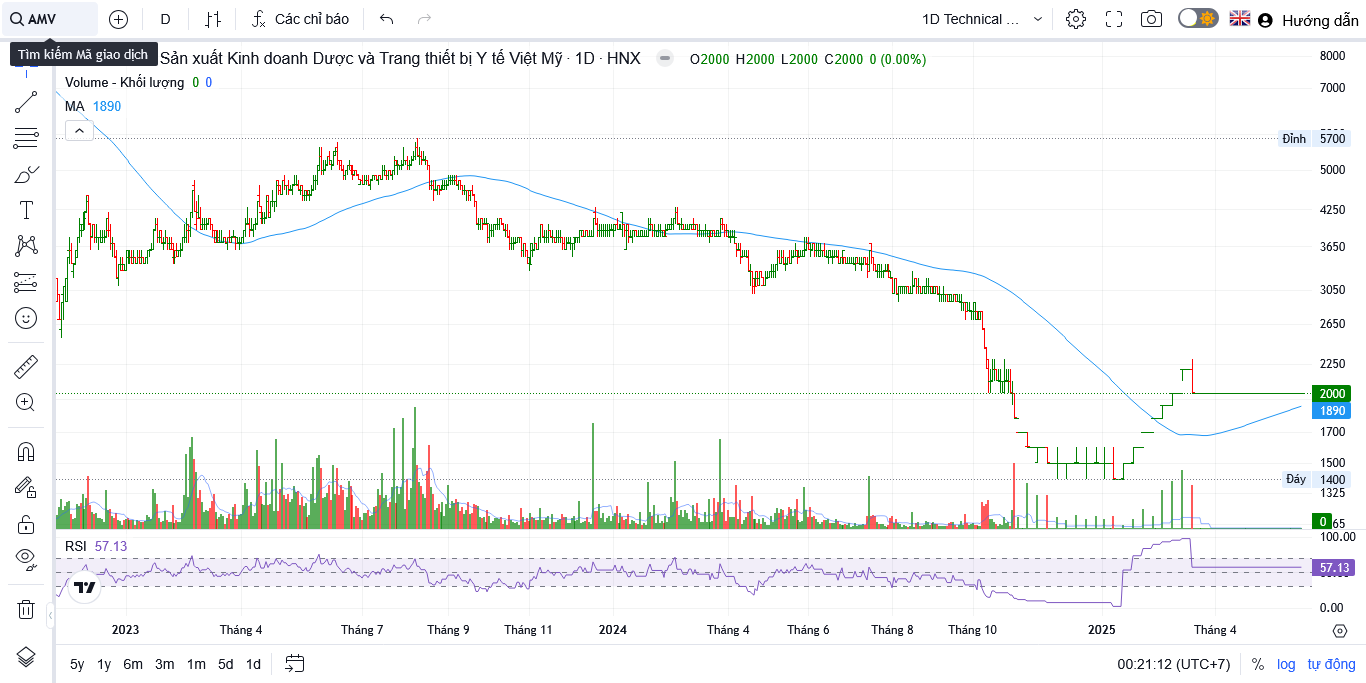 AMV D Các chỉ báo 1D Technical ... Hướng dẫn
Tìm kiếm Mã giao dịch
Sản xuất Kinh doanh Dược và Trang thiết bị Y tế Việt Mỹ · 1D · HNX O2000 H2000 L2000 C2000 0 (0.00%)
Volume - Khối lượng 0 0
MA 1890
8000
7000
Đỉnh 5700
5000
4250
3650
3050
2650
2250
2000
1890
1700
1500
Đáy 1400
1325
0 65
RSI 57.13
100.00
57.13
0.00
2023 Tháng 4 Tháng 7 Tháng 9 Tháng 11 2024 Tháng 4 Tháng 6 Tháng 8 Tháng 10 2025 Tháng 4
5y 1y 6m 3m 1m 5d 1d 00:21:12 (UTC+7) % log tự động